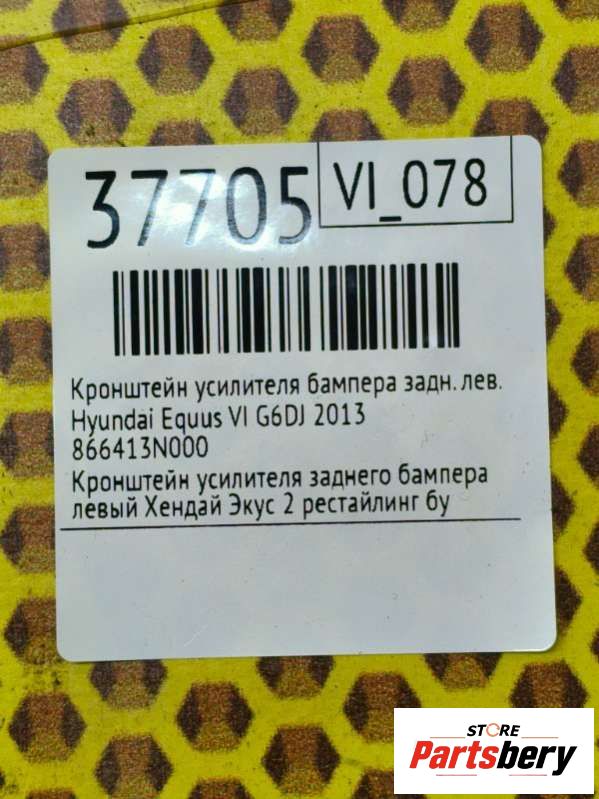 37705
VI_078
Кронштейн усилителя бампера задн. лев.
Hyundai Equus VI G6DJ 2013
866413N000
Кронштейн усилителя заднего бампера
левый Хендай Экус 2 рестайлинг бу
STORE
Partsbery